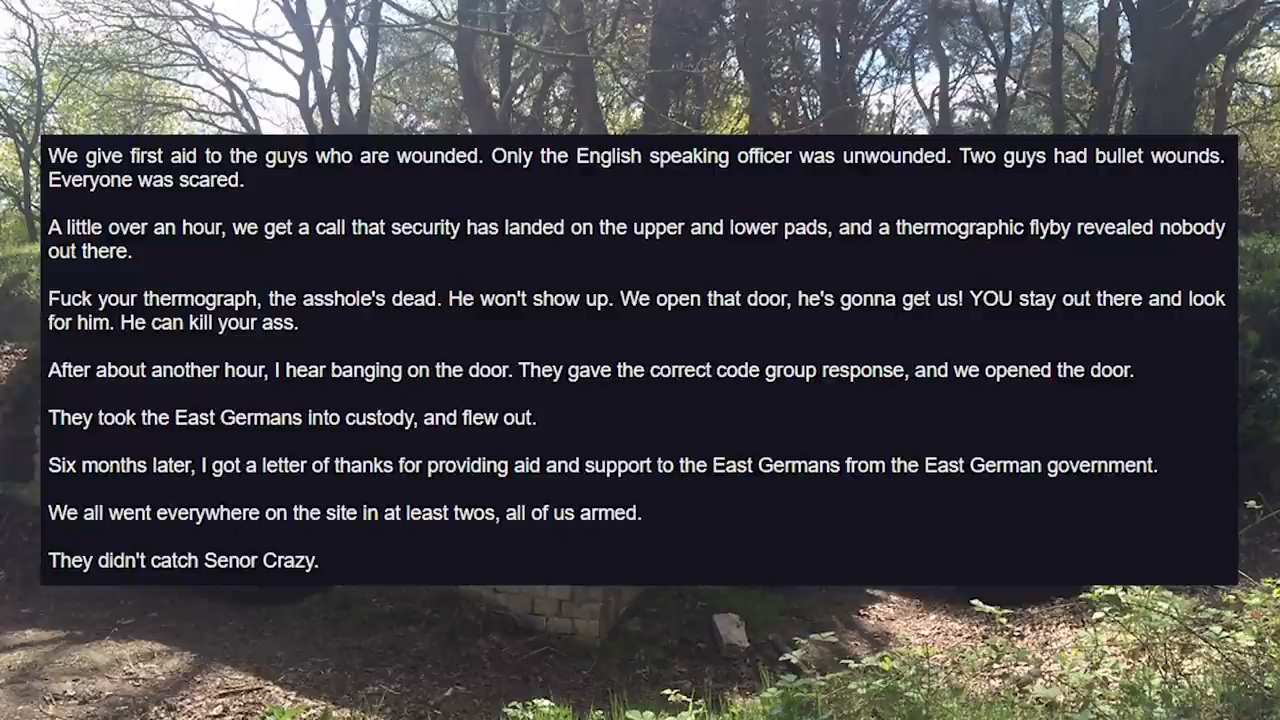 We give first aid to the guys who are wounded. Only the English speaking officer was unwounded. Two guys had bullet wounds.
Everyone was scared.
A little over an hour, we get a call that security has landed on the upper and lower pads, and a thermographic flyby revealed nobody
out there.
Fuck your thermograph, the asshole's dead. He won't show up. We open that door, he's gonna get us! YOU stay out there and look
for him. He can kill your ass.
After about another hour, I hear banging on the door. They gave the correct code group response, and we opened the door.
They took the East Germans into custody, and flew out.
Six months later, I got a letter of thanks for providing aid and support to the East Germans from the East German government.
We all went everywhere on the site in at least twos, all of us armed.
They didn't catch Senor Crazy.